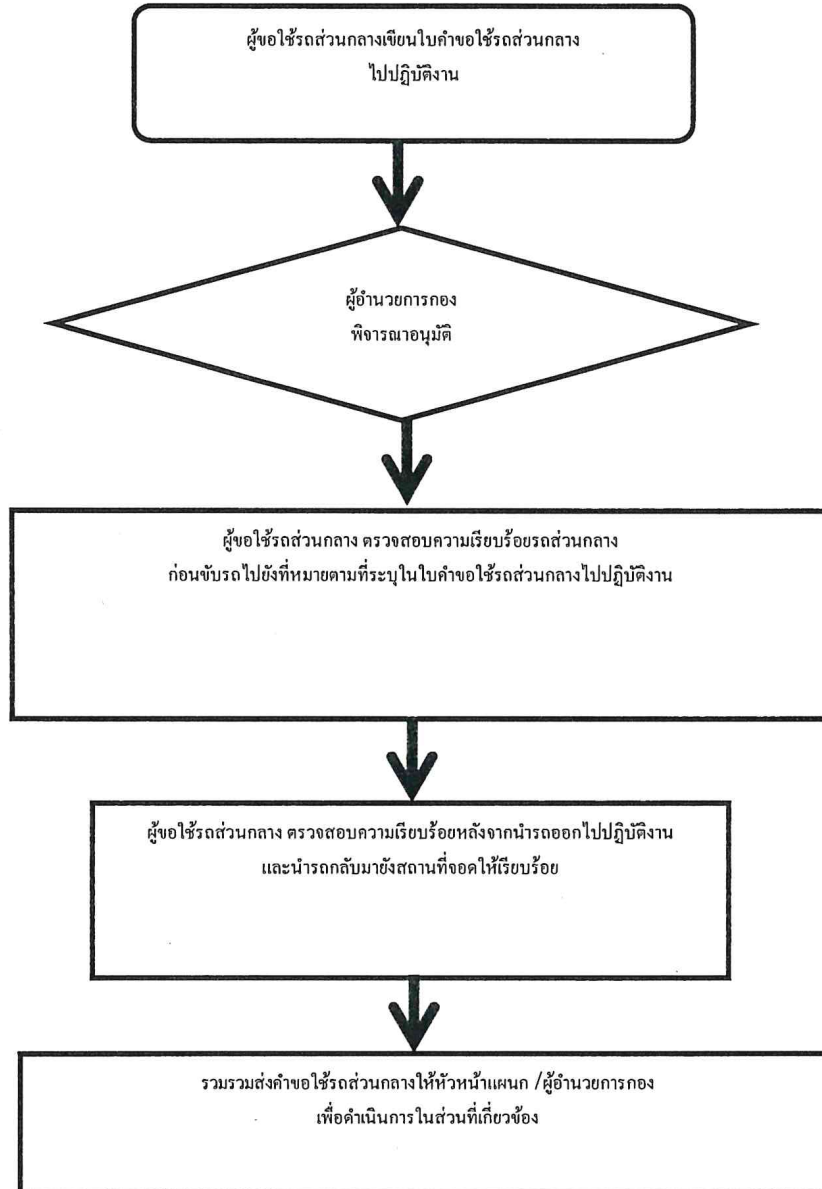 ผู้ขอใช้รถส่วนกลางเขียนใบคำขอใช้รถส่วนกลาง
ไปปฏิบัติงาน
ผู้อำนวยการกอง
พิจารณาอนุมัติ
ผู้ขอใช้รถส่วนกลาง ตรวจสอบความเรียบร้อยรถส่วนกลาง
ก่อนขับรถไปยังที่หมายตามที่ระบุในใบคำขอใช้รถส่วนกลางไปปฏิบัติงาน
ผู้ขอใช้รถส่วนกลาง ตรวจสอบความเรียบร้อยหลังจากนำรถออกไปปฏิบัติงาน
และนำรถกลับมายังสถานที่จอดให้เรียบร้อย
รวมรวมส่งคำขอใช้รถส่วนกลางให้หัวหน้าแผนก /ผู้อำนวยการกอง
เพื่อดำเนินการในส่วนที่เกี่ยวข้อง